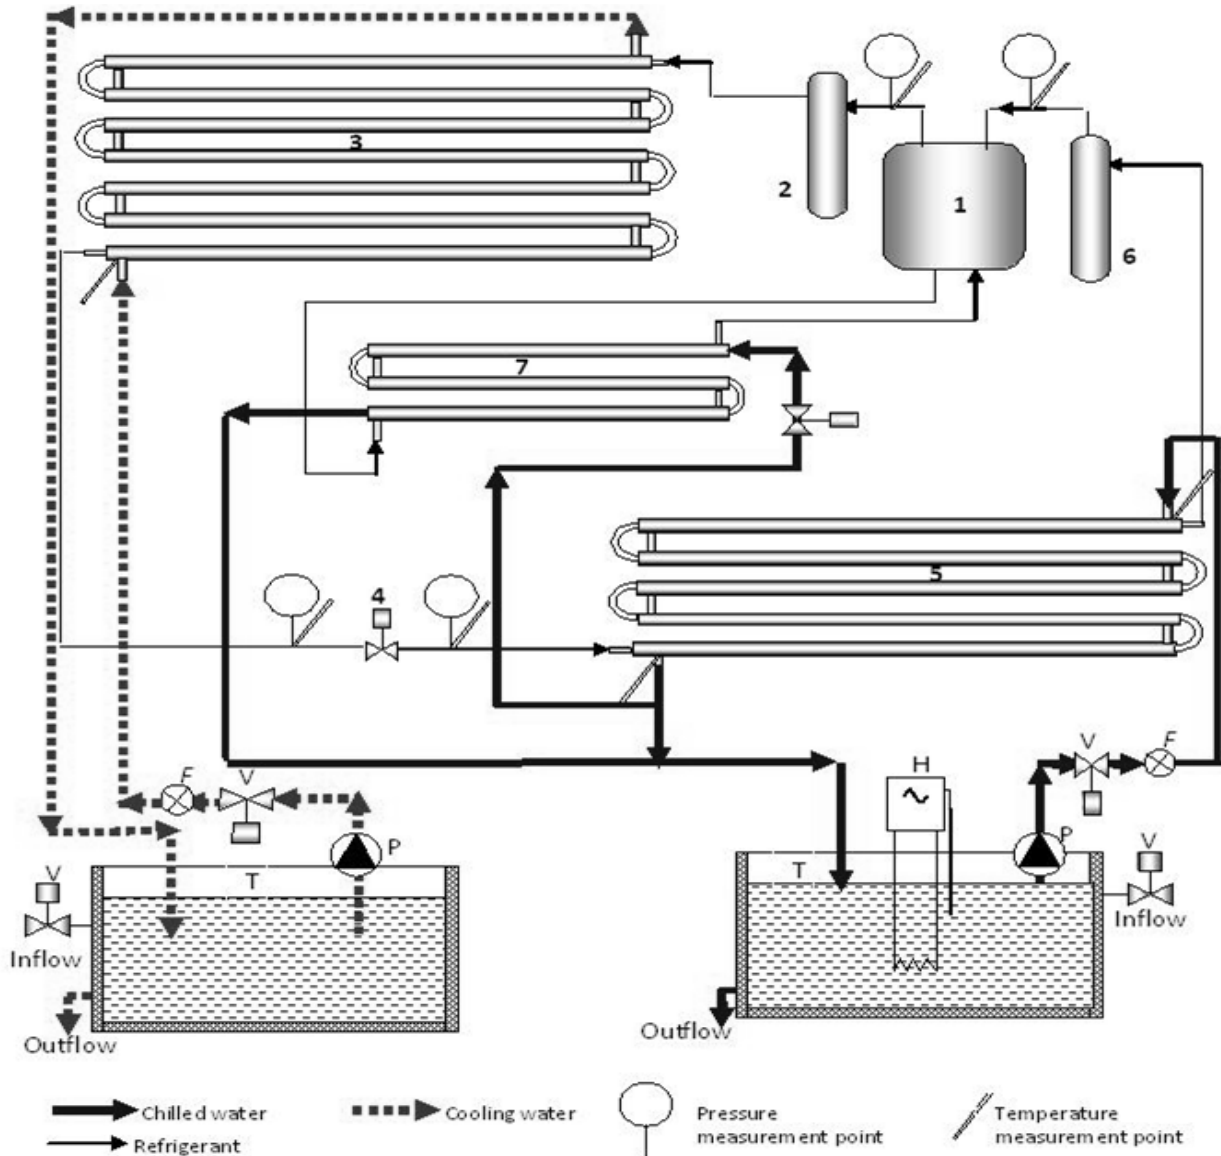 3
2
1
6
7
5
4
F
V
P
T
V
Inflow
Outflow
H
V
F
P
T
V
Inflow
Outflow
Chilled water
Cooling water
Pressure
measurement point
Temperature
measurement point
Refrigerant